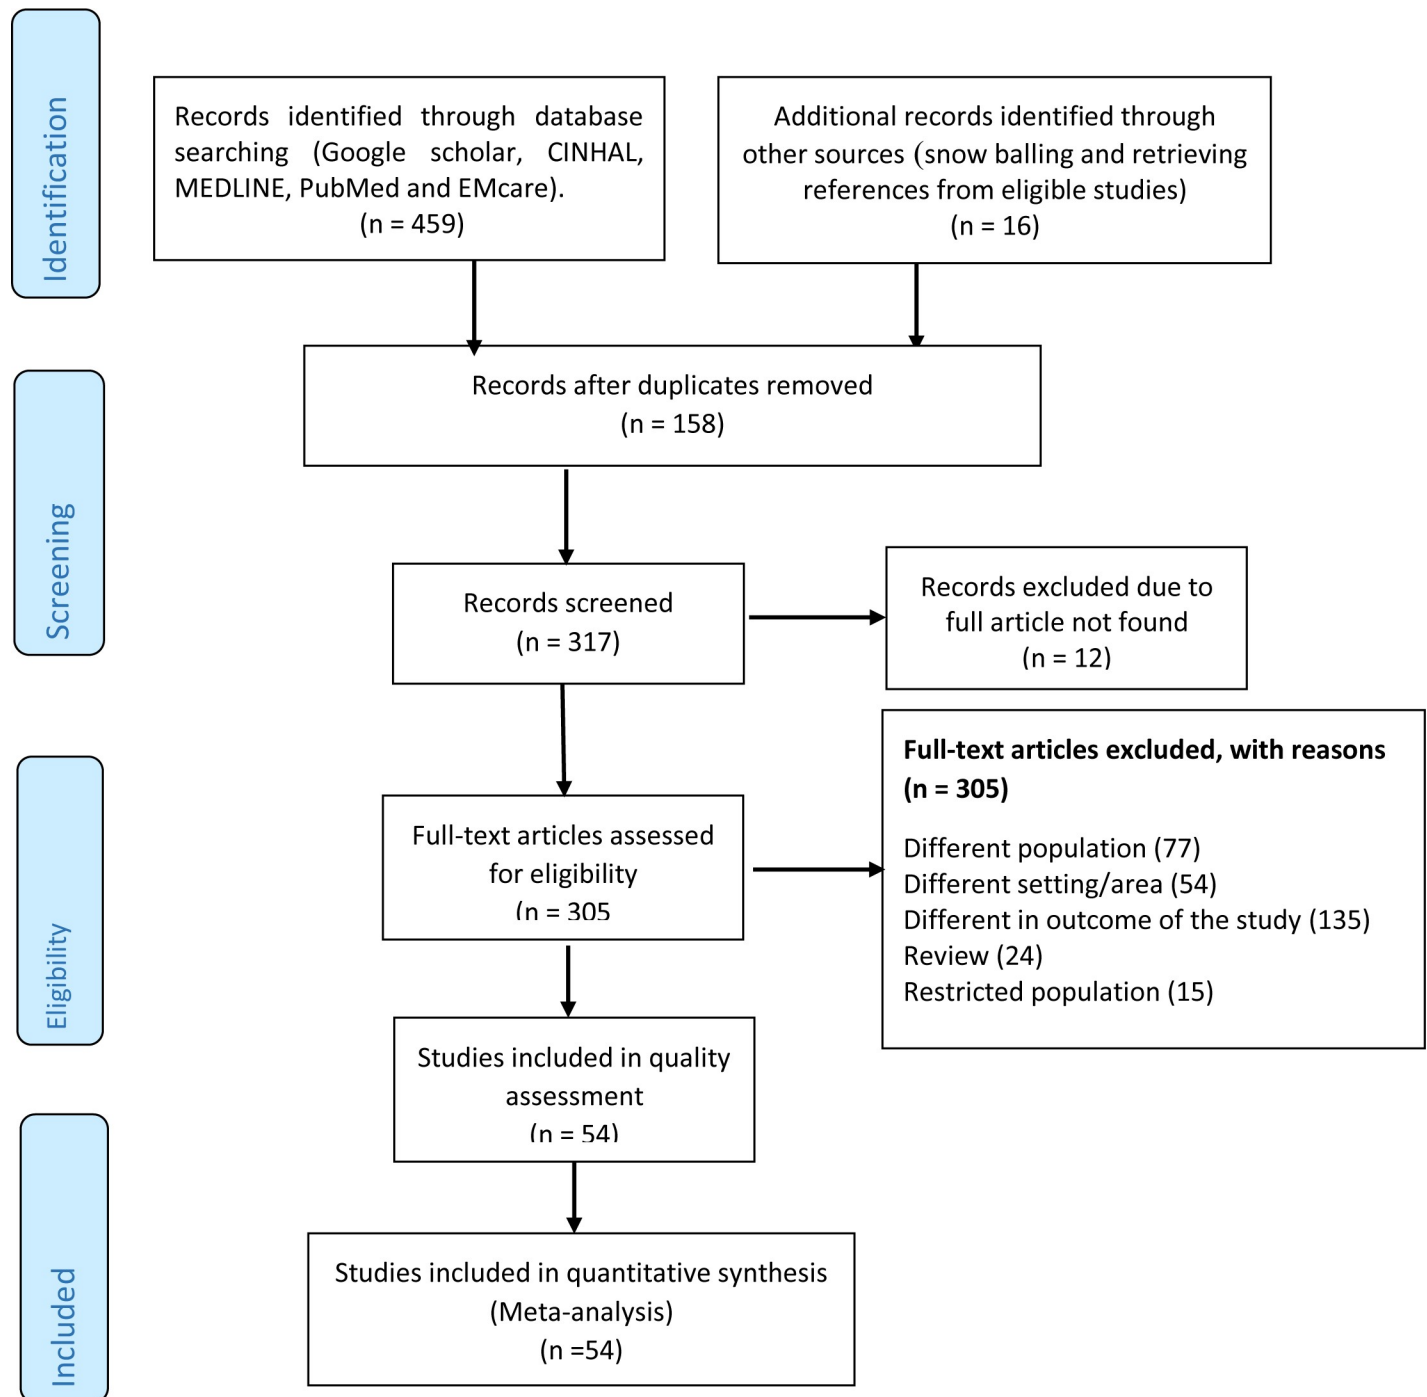 Identification
Records identified through database
searching (Google scholar, CINHAL,
MEDLINE, PubMed and EMcare).
(n = 459)
Additional records identified through
other sources (snow balling and retrieving
references from eligible studies)
(n = 16)
Records after duplicates removed
(n = 158)
Screening
Records screened
(n = 317)
Records excluded due to
full article not found
(n = 12)
Eligibility
Full-text articles assessed
for eligibility
(n = 305
Full-text articles excluded, with reasons
(n = 305)
Different population (77)
Different setting/area (54)
Different in outcome of the study (135)
Review (24)
Restricted population (15)
Studies included in quality
assessment
(n = 54)
Included
Studies included in quantitative synthesis
(Meta-analysis)
(n =54)